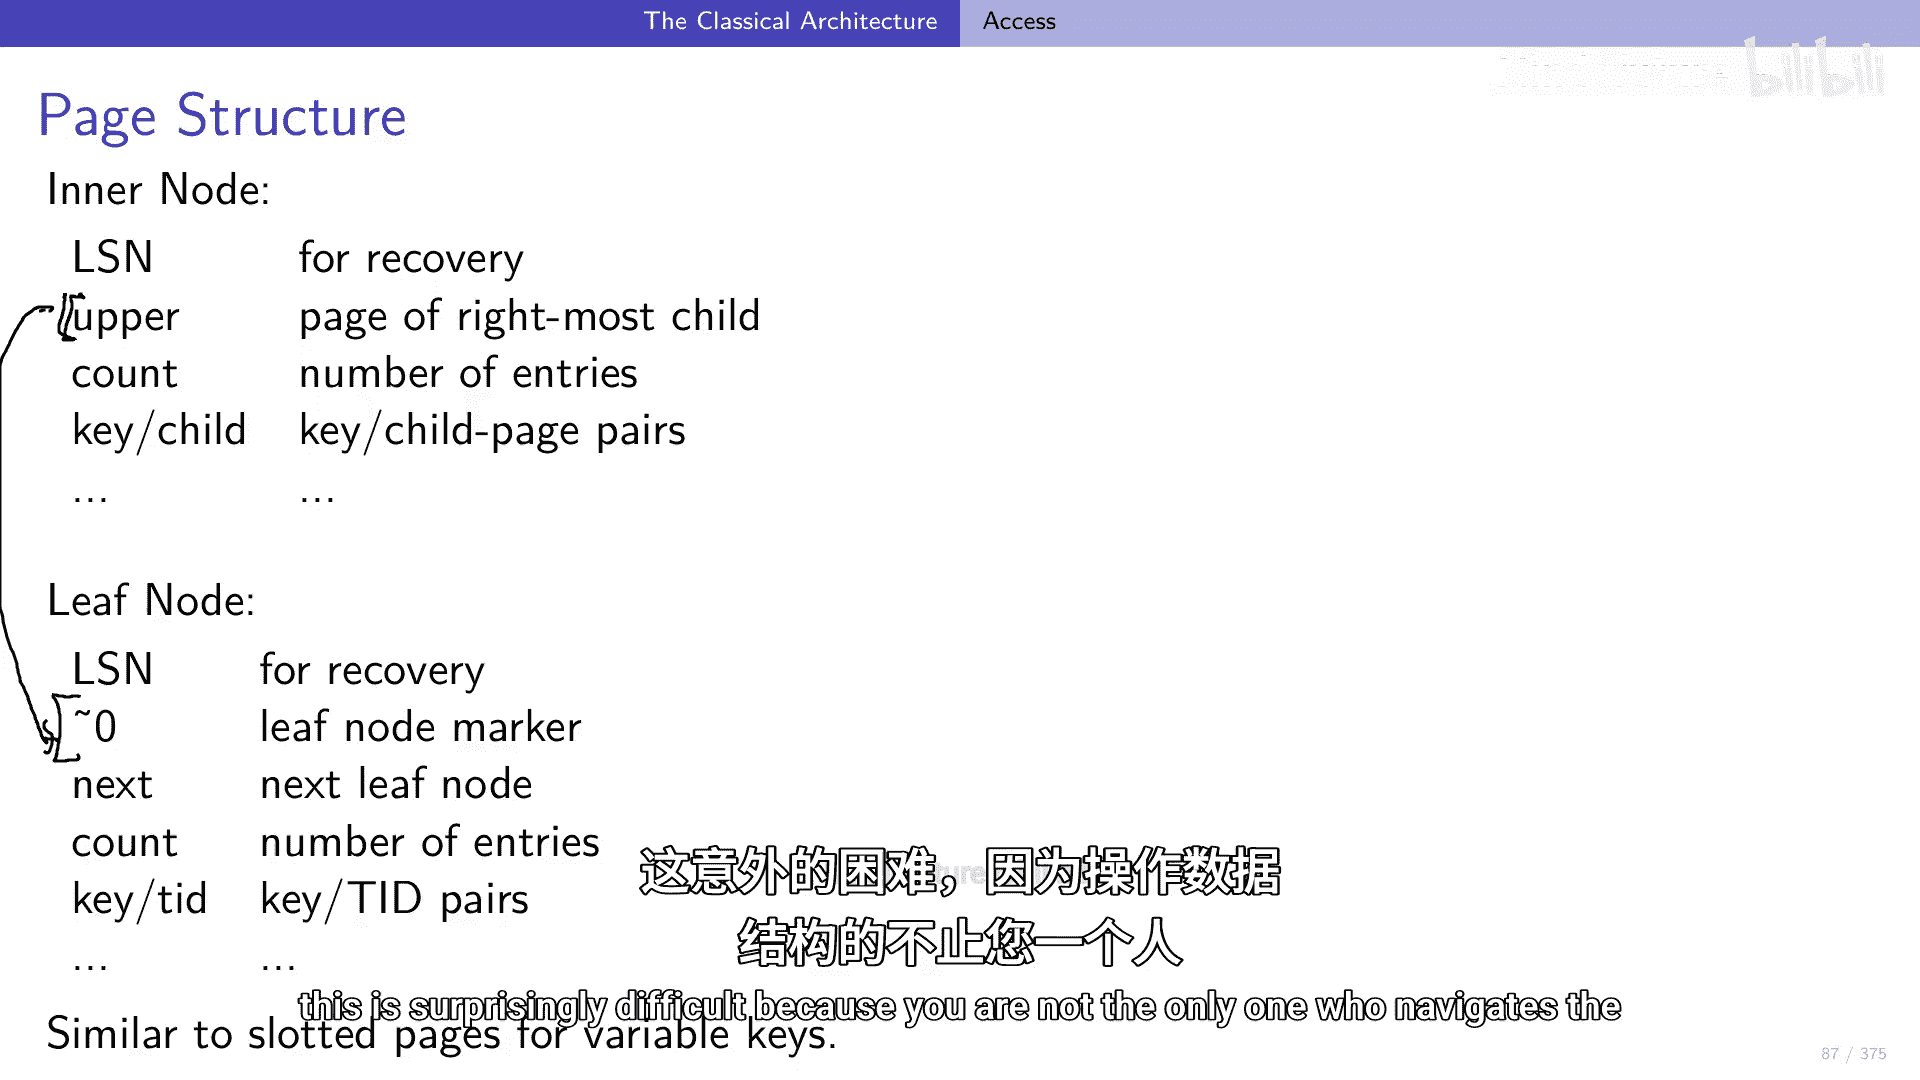 The Classical Architecture Access
bilibili
Page Structure
Inner Node:
LSN for recovery
upper page of right-most child
count number of entries
key/child key/child-page pairs
... ...
Leaf Node:
LSN for recovery
~0 leaf node marker
next next leaf node
count number of entries
key/tid key/TID pairs
... ...
这意外的困难，因为操作数据
结构的不止您一个人
this is surprisingly difficult because you are not the only one who navigates the
Similar to slotted pages for variable keys.
87 / 375